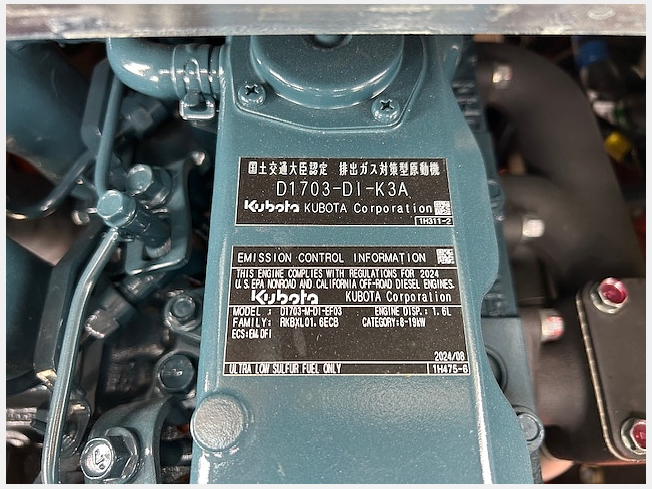 国土交通大臣認定 排出ガス対策型原動機
D1703-DI-K3A
Kubota KUBOTA Corporation
1H311-2
EMISSION CONTROL INFORMATION
THIS ENGINE COMPLIES WITH REGULATIONS FOR 2024
U.S.EPA NONROAD AND CALIFORNIA OFF-ROAD DIESEL ENGINES.
Kubota KUBOTA Corporation
MODEL : D1703-M-DI-EF03 ENGINE DISP.: 1.6L
FAMILY: RKBXL01.6ECB CATEGORY:8-19kW
ECS:EM,DFI
2024/08
ULTRA LOW SULFUR FUEL ONLY 1H475-6